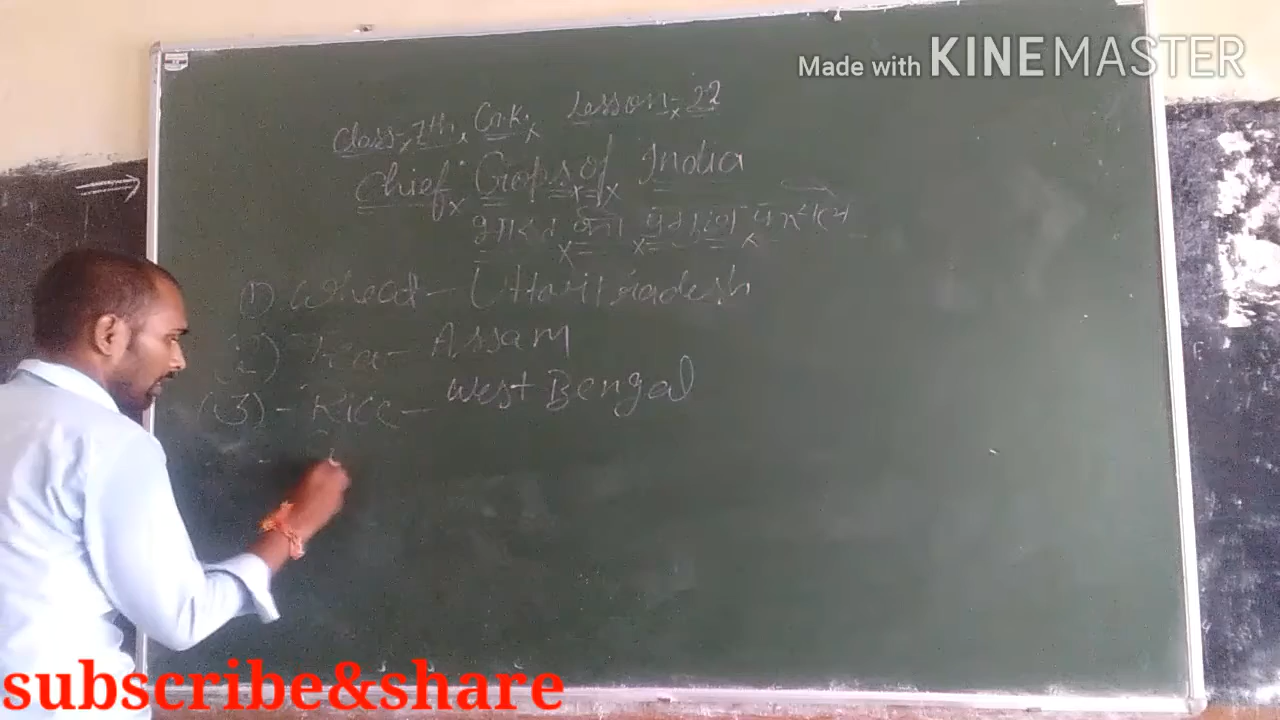 Made with KINEMASTER
Class-7th, G.K. Lesson-22
Chief Crops of India
भारत की प्रमुख फसलें
1) Wheat - Uttar Pradesh
(2) Tea - Assam
(3) - Rice - West Bengal
subscribe&share